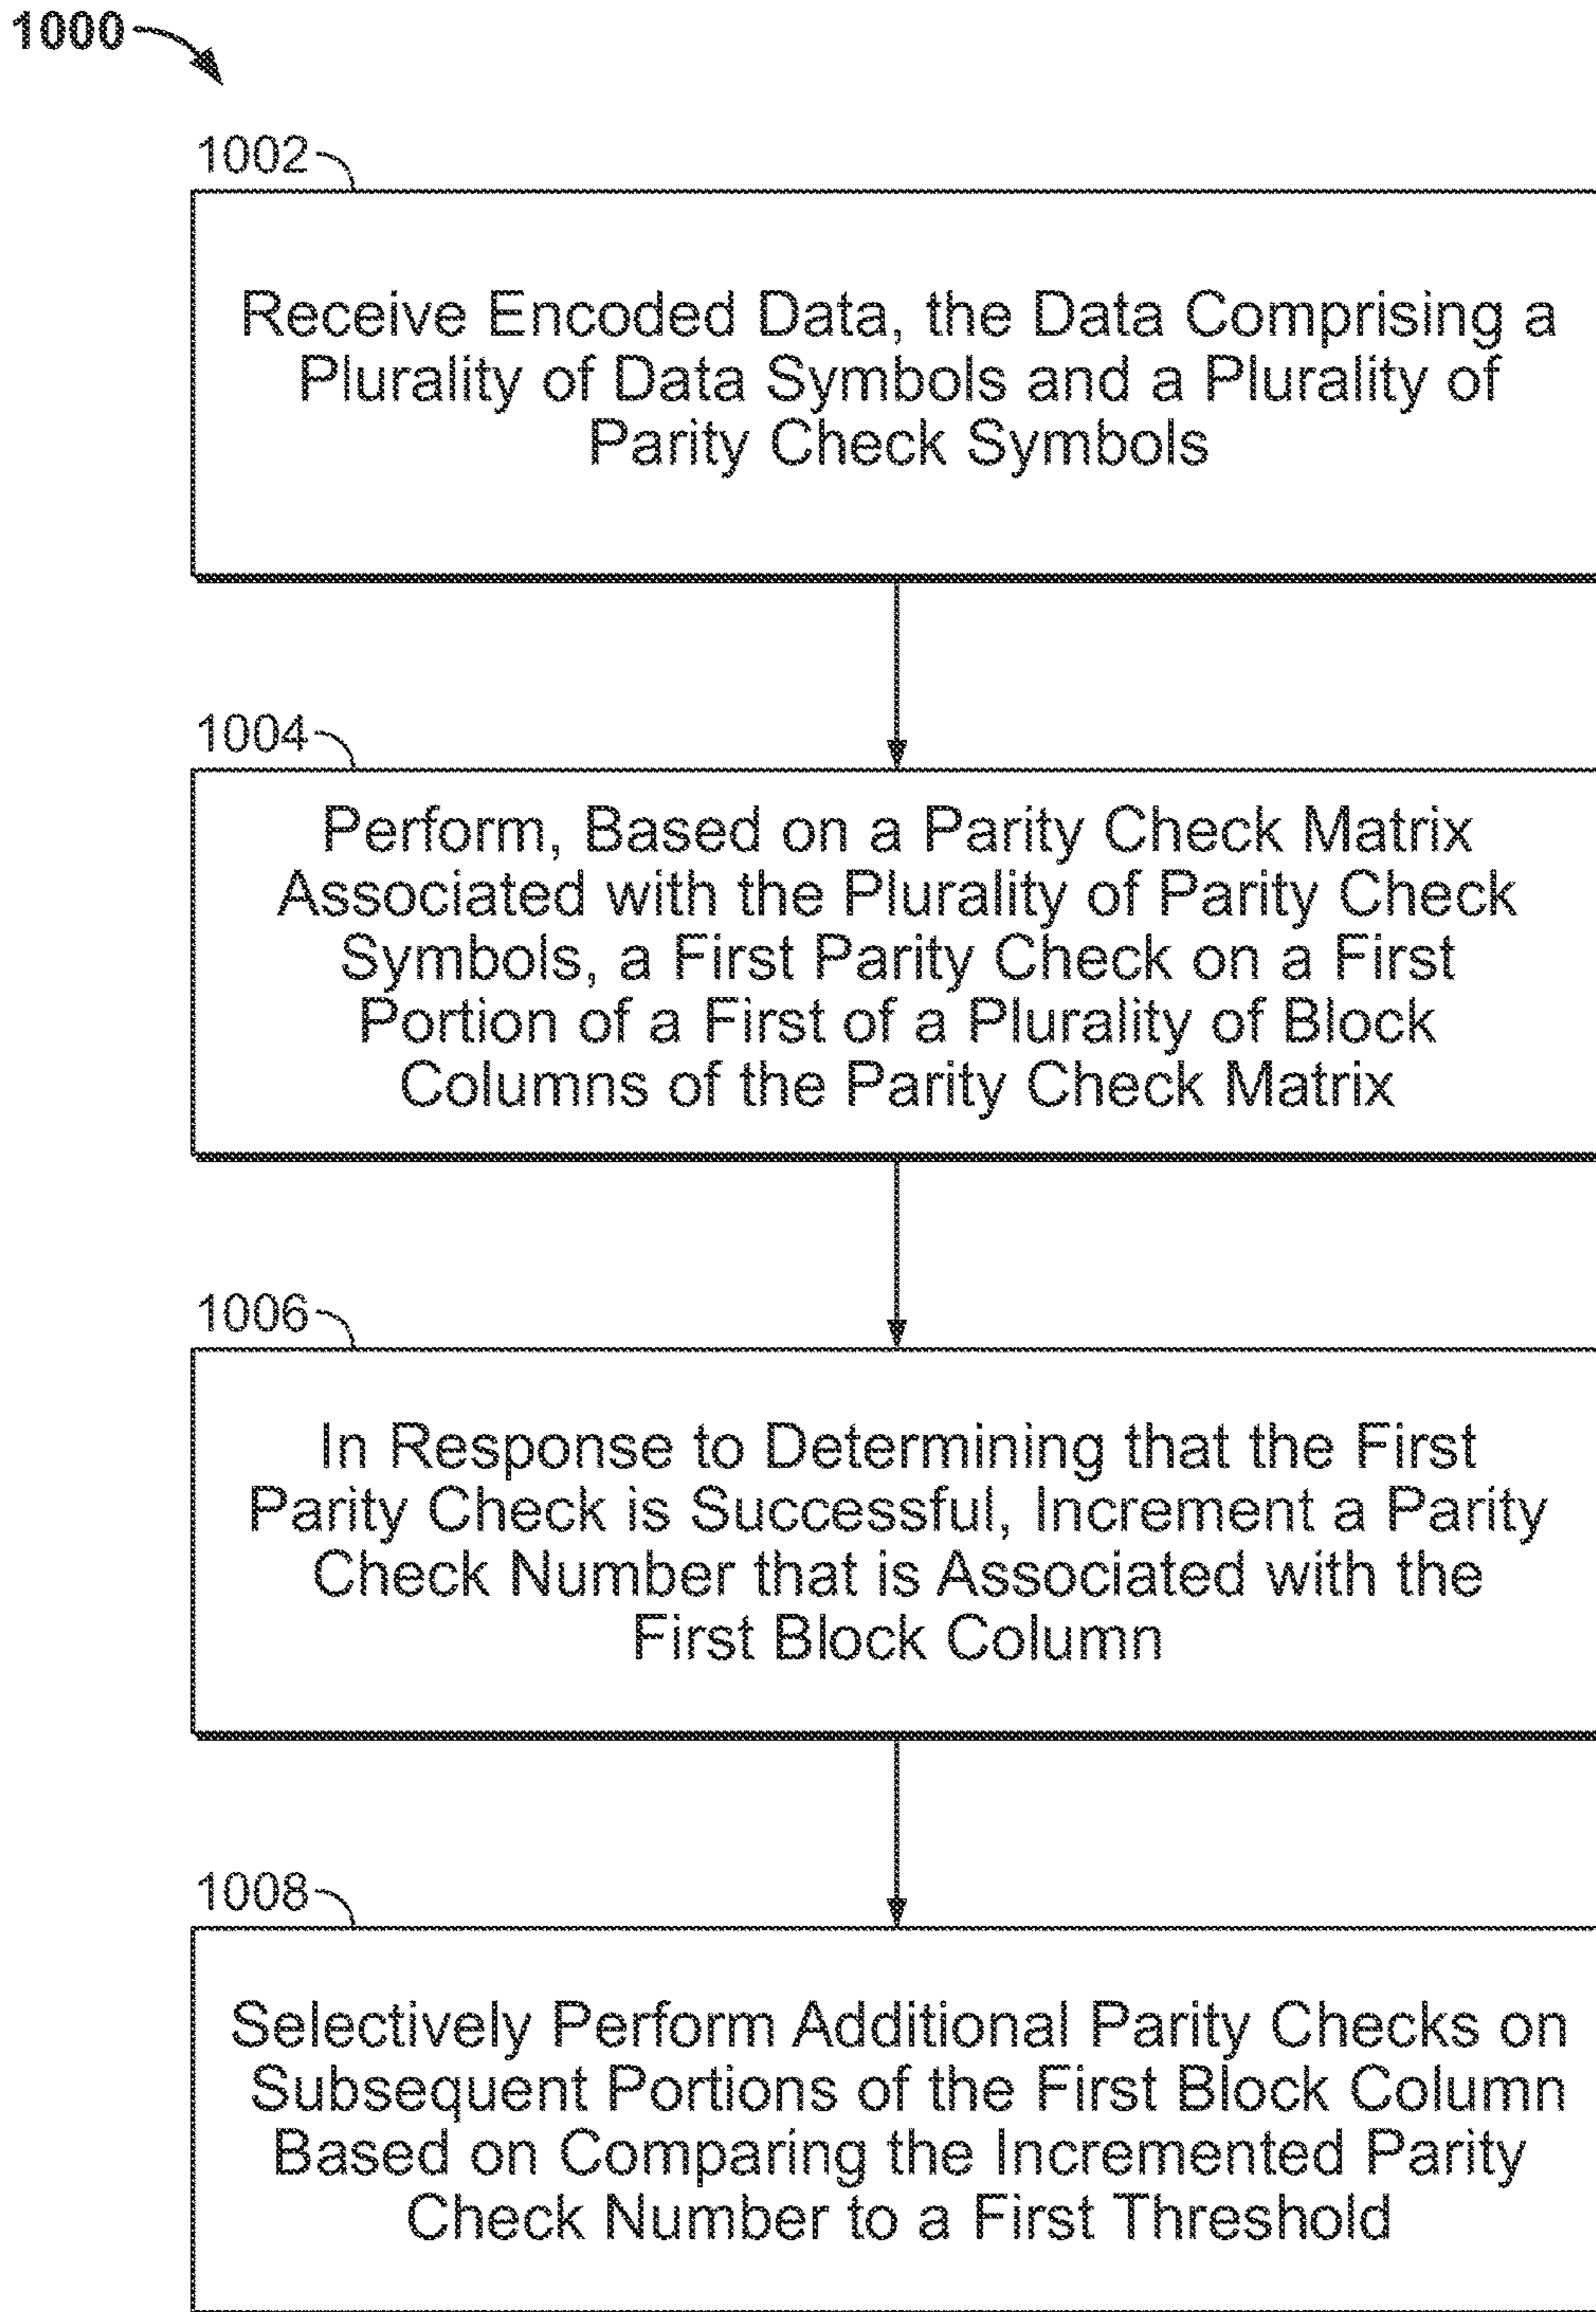 1000
1002
Receive Encoded Data, the Data Comprising a
Plurality of Data Symbols and a Plurality of
Parity Check Symbols
1004
Perform, Based on a Parity Check Matrix
Associated with the Plurality of Parity Check
Symbols, a First Parity Check on a First
Portion of a First of a Plurality of Block
Columns of the Parity Check Matrix
1006
In Response to Determining that the First
Parity Check is Successful, Increment a Parity
Check Number that is Associated with the
First Block Column
1008
Selectively Perform Additional Parity Checks on
Subsequent Portions of the First Block Column
Based on Comparing the Incremented Parity
Check Number to a First Threshold